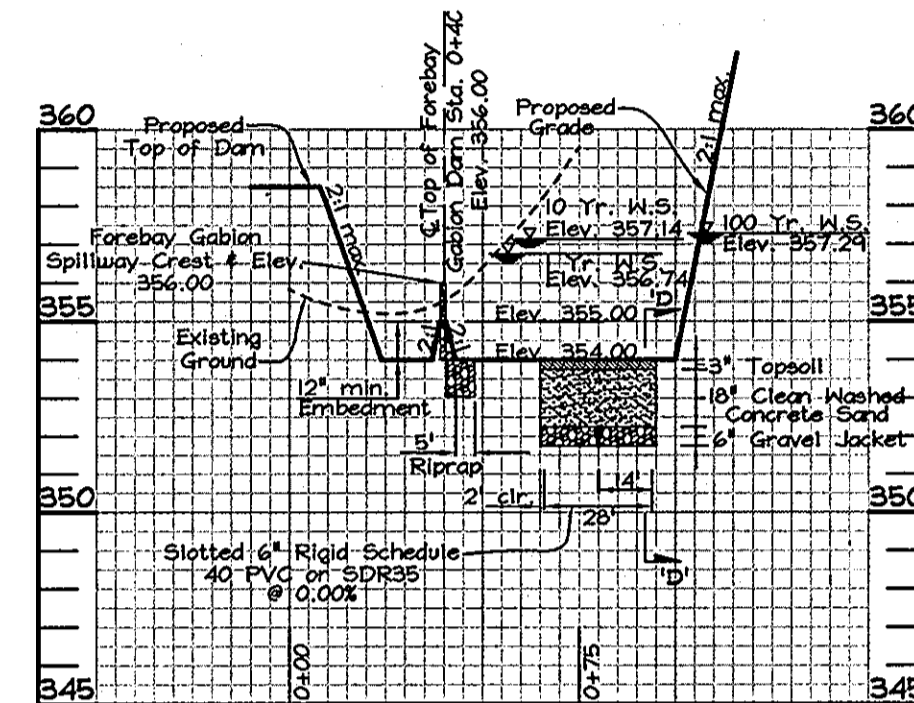 360
360
Proposed
Top of Dam
℄ Top of Forebay
Gabion Dam Sta. 0+40
Elev. 356.00
Proposed
Grade
2:1 max.
2:1 max.
10 Yr. W.S.
Elev. 357.14
100 Yr. W.S.
Elev. 357.29
1 Yr. W.S.
Elev. 356.74
Forebay Gabion
Spillway Crest & Elev.
356.00
355
355
Elev. 355.00
'D'
Existing
Ground
2:1
Elev. 354.00
3" Topsoil
12" min.
Embedment
18" Clean Washed
Concrete Sand
6" Gravel Jacket
5'
Riprap
14'
2' clr.
28'
350
350
Slotted 6" Rigid Schedule
40 PVC or SDR35
@ 0.00%
'D'
0+00
0+75
345
345